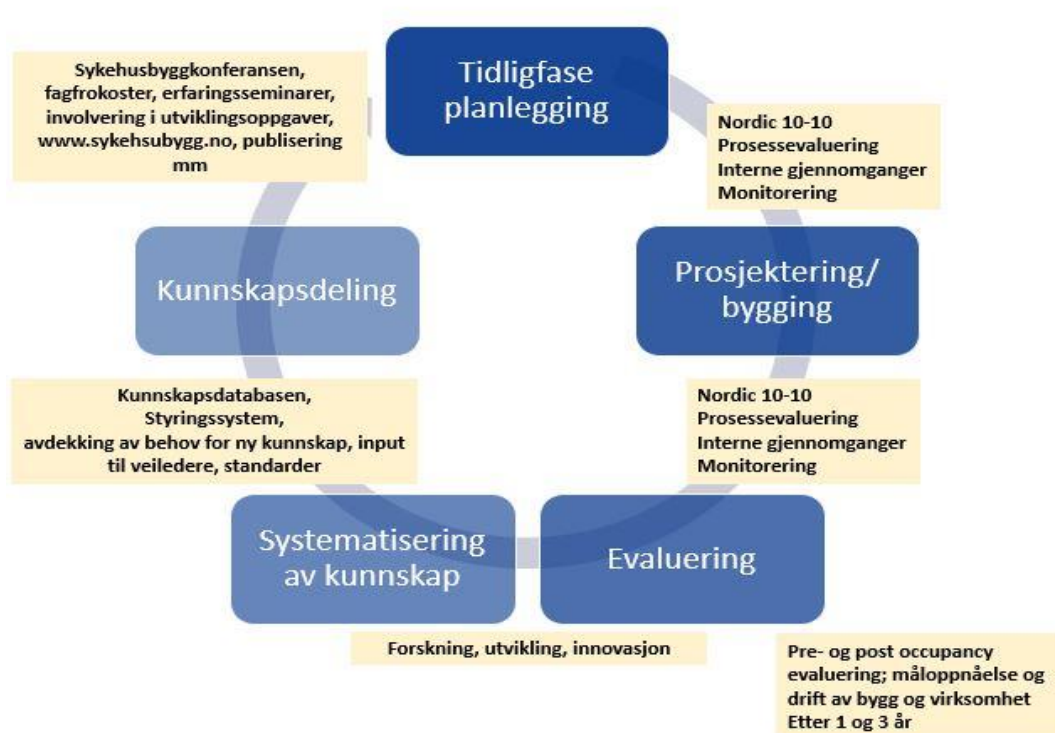 Tidligfase
planlegging
Nordic 10-10
Prosessevaluering
Interne gjennomganger
Monitorering
Prosjektering/
bygging
Nordic 10-10
Prosessevaluering
Interne gjennomganger
Monitorering
Evaluering
Pre- og post occupancy
evaluering; måloppnåelse og
drift av bygg og virksomhet
Etter 1 og 3 år
Forskning, utvikling, innovasjon
Systematisering
av kunnskap
Kunnskapsdatabasen,
Styringssystem,
avdekking av behov for ny kunnskap, input
til veiledere, standarder
Kunnskapsdeling
Sykehusbyggkonferansen,
fagfrokoster, erfaringsseminarer,
involvering i utviklingsoppgaver,
www.sykehsubygg.no, publisering
mm